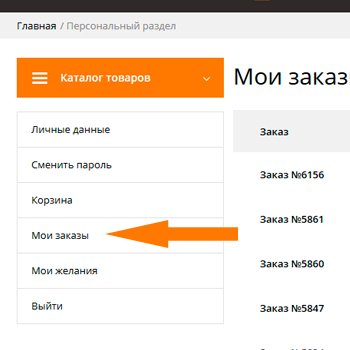 Главная / Персональный раздел
Каталог товаров
Мои заказ
Личные данные
Сменить пароль
Корзина
Мои заказы
Мои желания
Выйти
Заказ
Заказ №6156
Заказ №5861
Заказ №5860
Заказ №5847